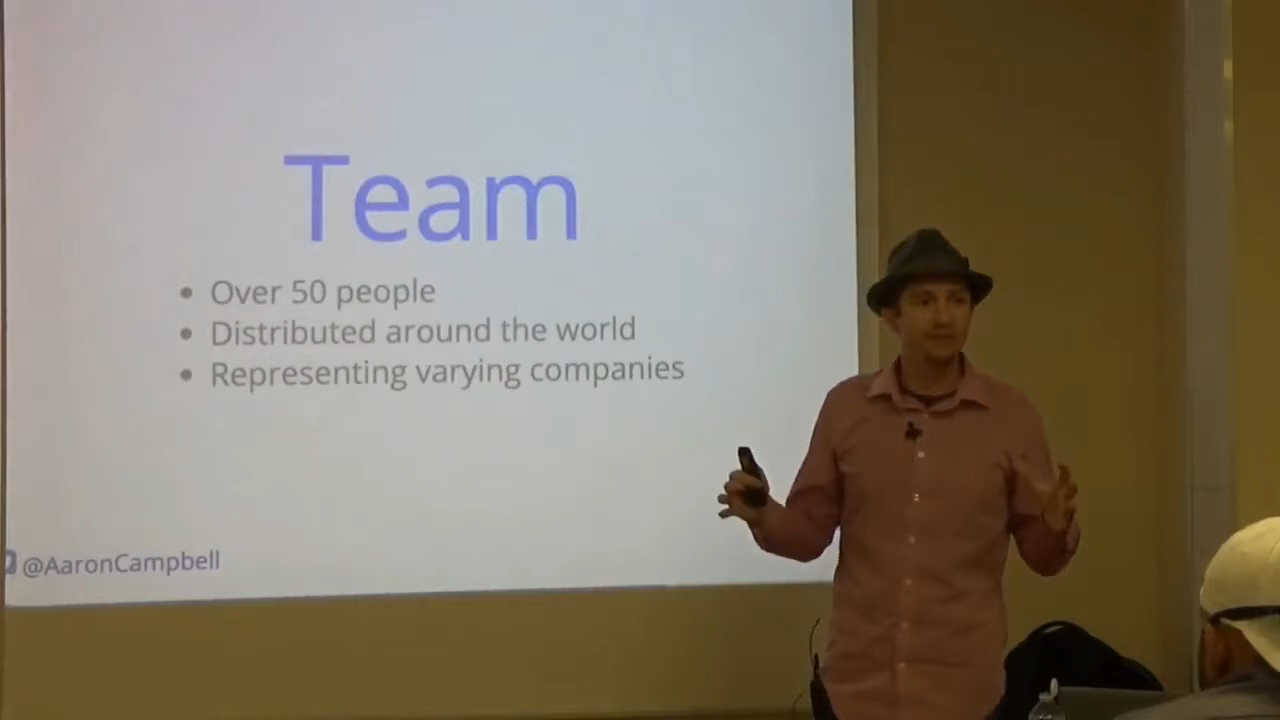 Team
• Over 50 people
• Distributed around the world
• Representing varying companies
@AaronCampbell